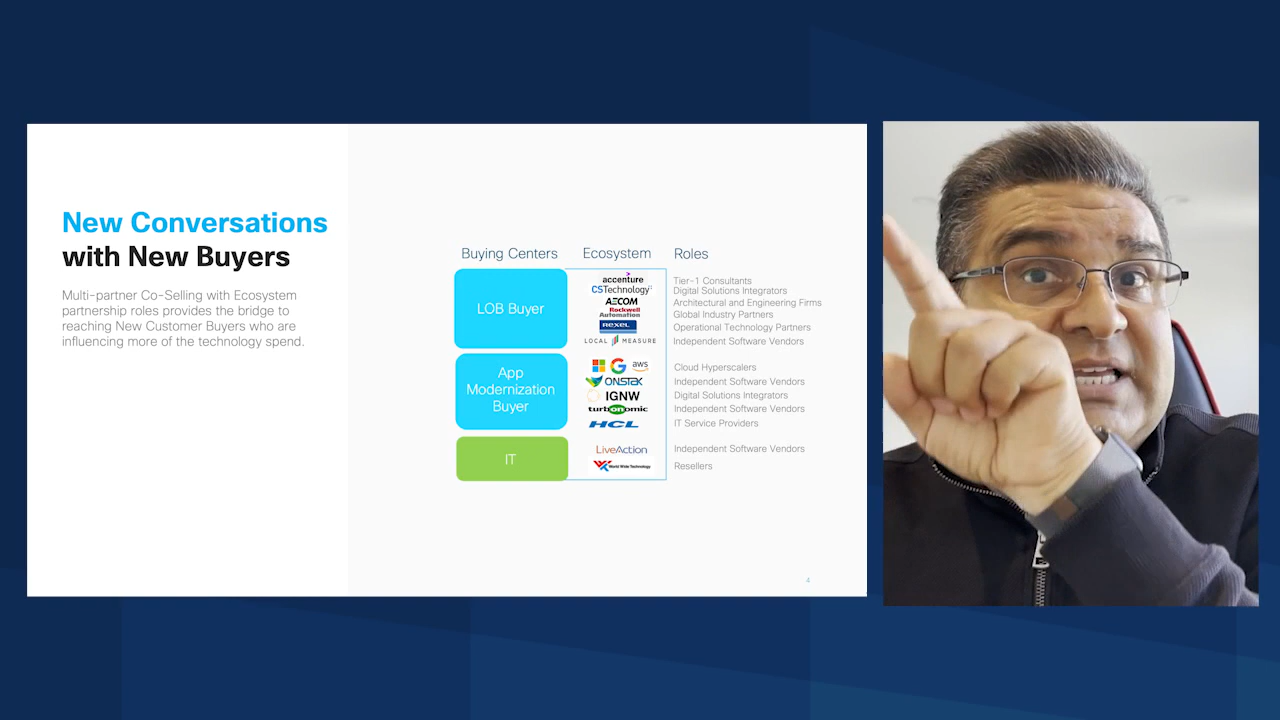 New Conversations
with New Buyers
Multi-partner Co-Selling with Ecosystem
partnership roles provides the bridge to
reaching New Customer Buyers who are
influencing more of the technology spend.
Buying Centers
Ecosystem
Roles
LOB Buyer
accenture
CSTechnology
AECOM
Rockwell
Automation
REXEL
LOCAL MEASURE
Tier-1 Consultants
Digital Solutions Integrators
Architectural and Engineering Firms
Global Industry Partners
Operational Technology Partners
Independent Software Vendors
App
Modernization
Buyer
G
aws
ONSTAK
IGNW
turbonomic
HCL
Cloud Hyperscalers
Independent Software Vendors
Digital Solutions Integrators
Independent Software Vendors
IT Service Providers
IT
LiveAction
World Wide Technology
Independent Software Vendors
Resellers
4